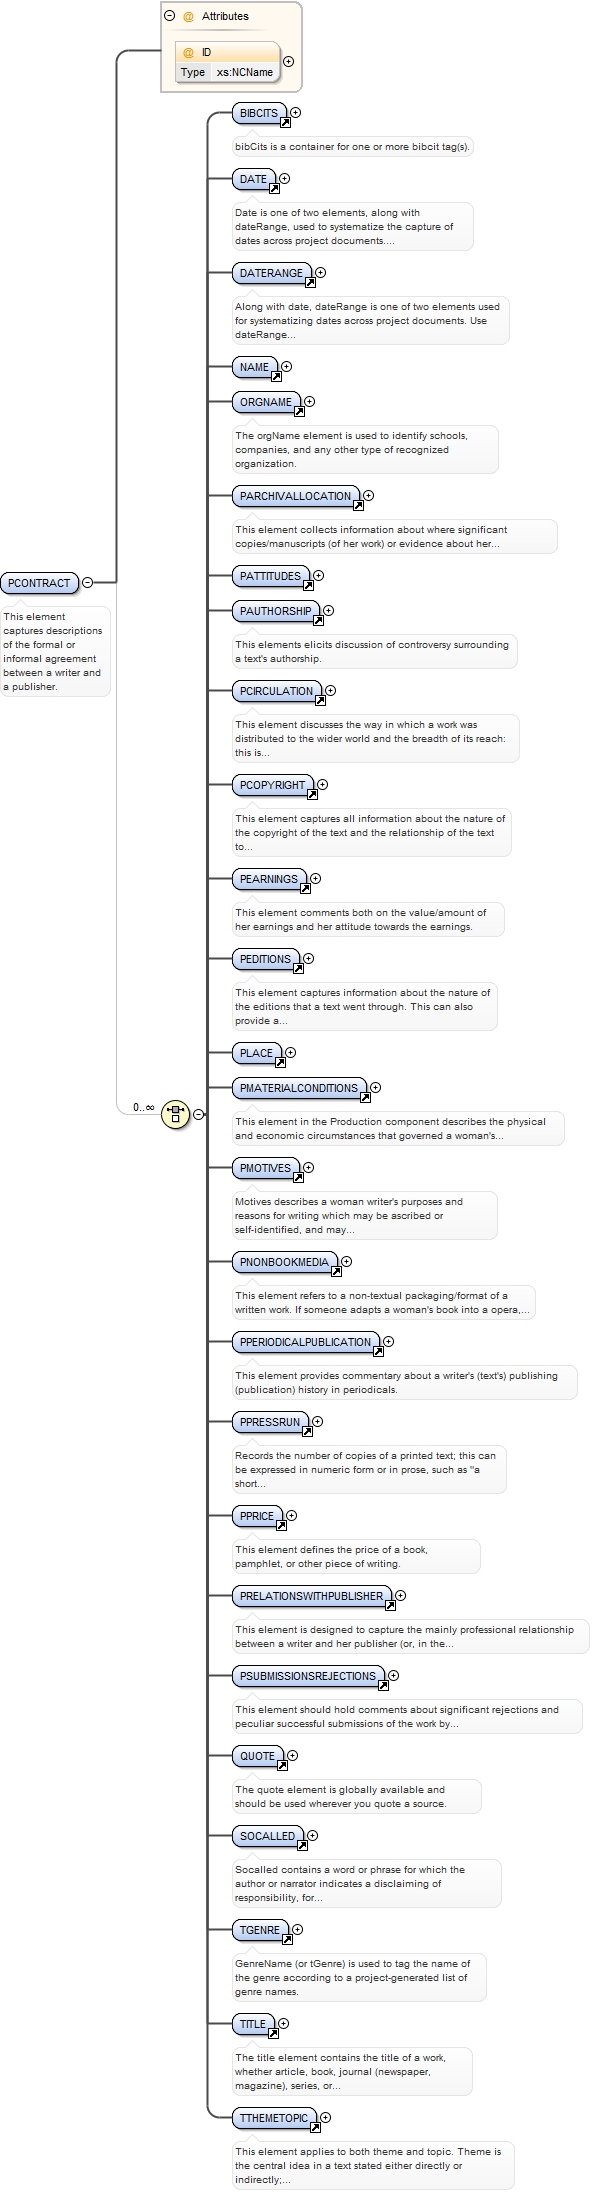 Attributes
@ ID
Type xs:NCName
BIBCITS
bibCits is a container for one or more bibcit tag(s).
DATE
Date is one of two elements, along with
dateRange, used to systematize the capture of
dates across project documents....
DATERANGE
Along with date, dateRange is one of two elements used
for systematizing dates across project documents. Use
dateRange...
NAME
ORGNAME
The orgName element is used to identify schools,
companies, and any other type of recognized
organization.
PARCHIVALLOCATION
This element collects information about where significant
copies/manuscripts (of her work) or evidence about her...
PATTITUDES
PCONTRACT
This element
captures descriptions
of the formal or
informal agreement
between a writer and
a publisher.
PAUTHORSHIP
This elements elicits discussion of controversy surrounding
a text's authorship.
PCIRCULATION
This element discusses the way in which a work was
distributed to the wider world and the breadth of its reach:
this is...
PCOPYRIGHT
This element captures all information about the nature of
the copyright of the text and the relationship of the text
to...
PEARNINGS
This element comments both on the value/amount of
her earnings and her attitude towards the earnings.
PEDITIONS
This element captures information about the nature of
the editions that a text went through. This can also
provide a...
PLACE
PMATERIALCONDITIONS
0..∞
This element in the Production component describes the physical
and economic circumstances that governed a woman's...
PMOTIVES
Motives describes a woman writer's purposes and
reasons for writing which may be ascribed or
self-identified, and may...
PNONBOOKMEDIA
This element refers to a non-textual packaging/format of a
written work. If someone adapts a woman's book into a opera,...
PPERIODICALPUBLICATION
This element provides commentary about a writer's (text's) publishing
(publication) history in periodicals.
PPRESSRUN
Records the number of copies of a printed text; this can
be expressed in numeric form or in prose, such as "a
short...
PPRICE
This element defines the price of a book,
pamphlet, or other piece of writing.
PRELATIONSWITHPUBLISHER
This element is designed to capture the mainly professional relationship
between a writer and her publisher (or, in the...
PSUBMISSIONSREJECTIONS
This element should hold comments about significant rejections and
peculiar successful submissions of the work by...
QUOTE
The quote element is globally available and
should be used wherever you quote a source.
SOCALLED
Socalled contains a word or phrase for which the
author or narrator indicates a disclaiming of
responsibility, for...
TGENRE
GenreName (or tGenre) is used to tag the name of
the genre according to a project-generated list of
genre names.
TITLE
The title element contains the title of a work,
whether article, book, journal (newspaper,
magazine), series, or...
TTHEMETOPIC
This element applies to both theme and topic. Theme is
the central idea in a text stated either directly or
indirectly;...